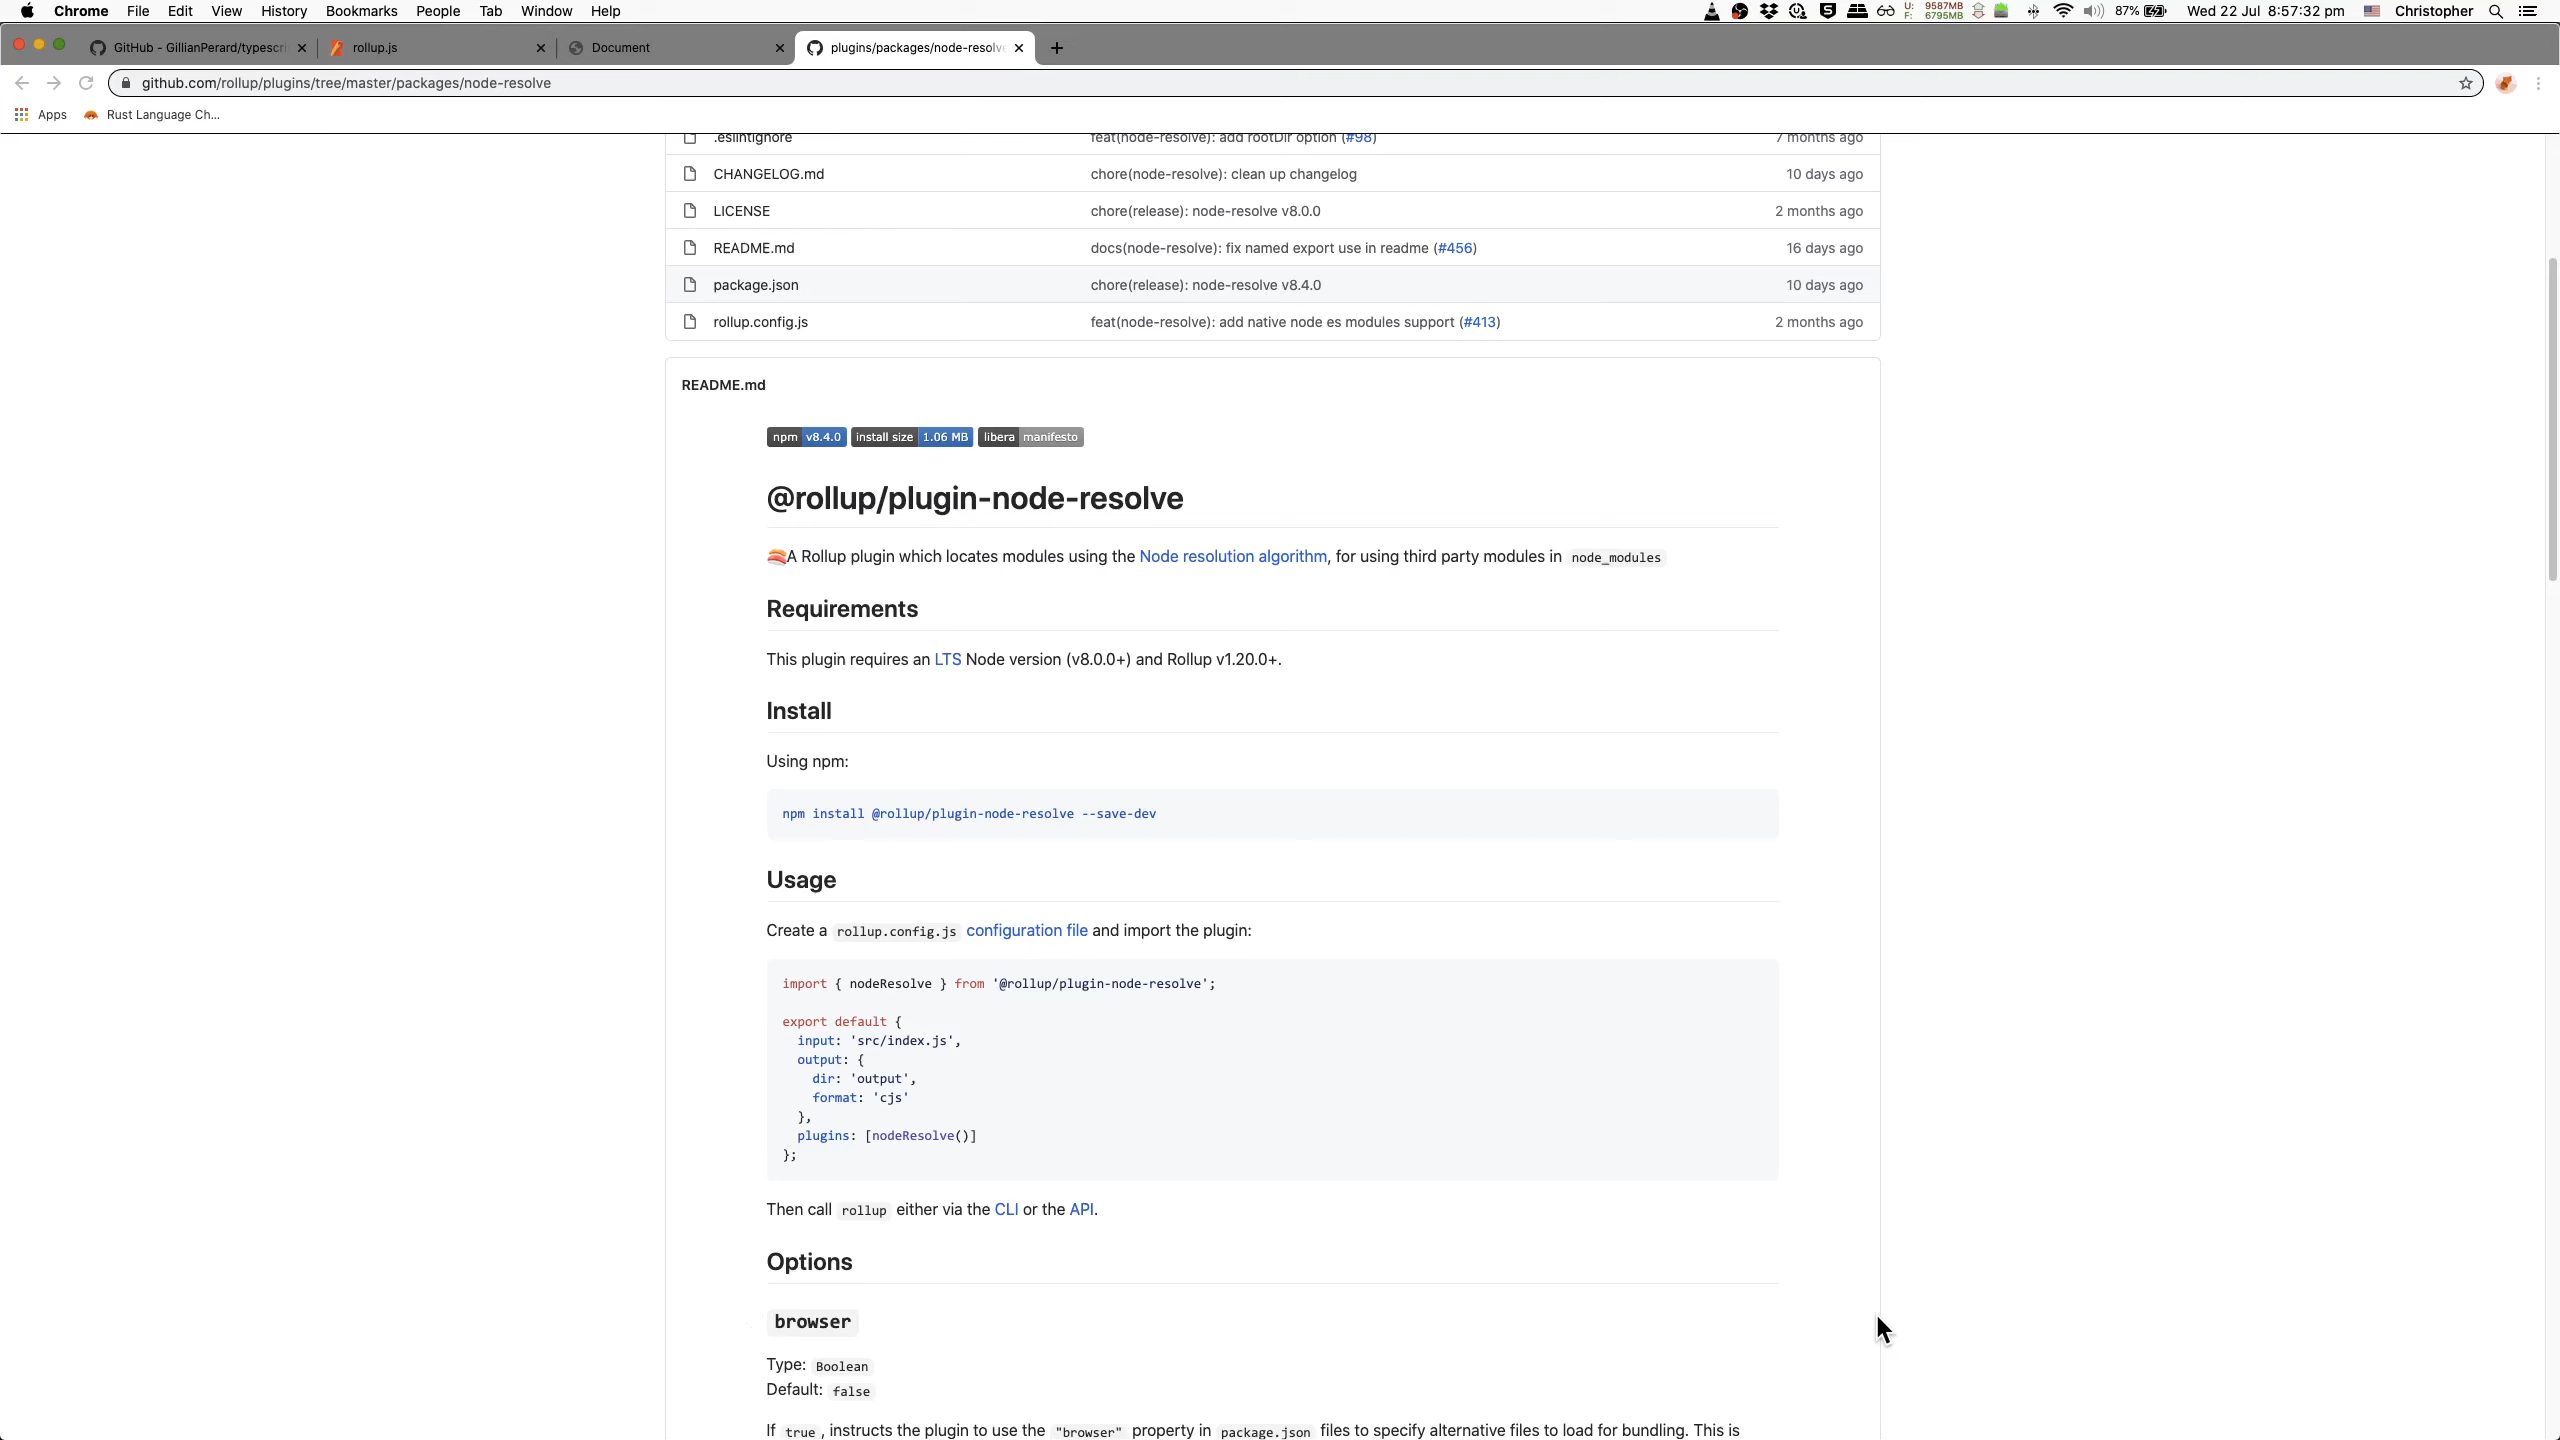 Chrome File Edit View History Bookmarks People Tab Window Help
U: 9587MB
F: 6795MB
87% Wed 22 Jul 8:57:32 pm Christopher
GitHub - GillianPerard/typescri
rollup.js
Document
plugins/packages/node-resolve
github.com/rollup/plugins/tree/master/packages/node-resolve
Apps Rust Language Ch...
.eslintignore feat(node-resolve): add rootDir option (#98) 7 months ago
CHANGELOG.md chore(node-resolve): clean up changelog 10 days ago
LICENSE chore(release): node-resolve v8.0.0 2 months ago
README.md docs(node-resolve): fix named export use in readme (#456) 16 days ago
package.json chore(release): node-resolve v8.4.0 10 days ago
rollup.config.js feat(node-resolve): add native node es modules support (#413) 2 months ago
README.md
npm v8.4.0 install size 1.06 MB libera manifesto
@rollup/plugin-node-resolve
A Rollup plugin which locates modules using the Node resolution algorithm, for using third party modules in node_modules
Requirements
This plugin requires an LTS Node version (v8.0.0+) and Rollup v1.20.0+.
Install
Using npm:
npm install @rollup/plugin-node-resolve --save-dev
Usage
Create a rollup.config.js configuration file and import the plugin:
import { nodeResolve } from '@rollup/plugin-node-resolve';
export default {
input: 'src/index.js',
output: {
dir: 'output',
format: 'cjs'
},
plugins: [nodeResolve()]
};
Then call rollup either via the CLI or the API.
Options
browser
Type: Boolean
Default: false
If true, instructs the plugin to use the "browser" property in package.json files to specify alternative files to load for bundling. This is